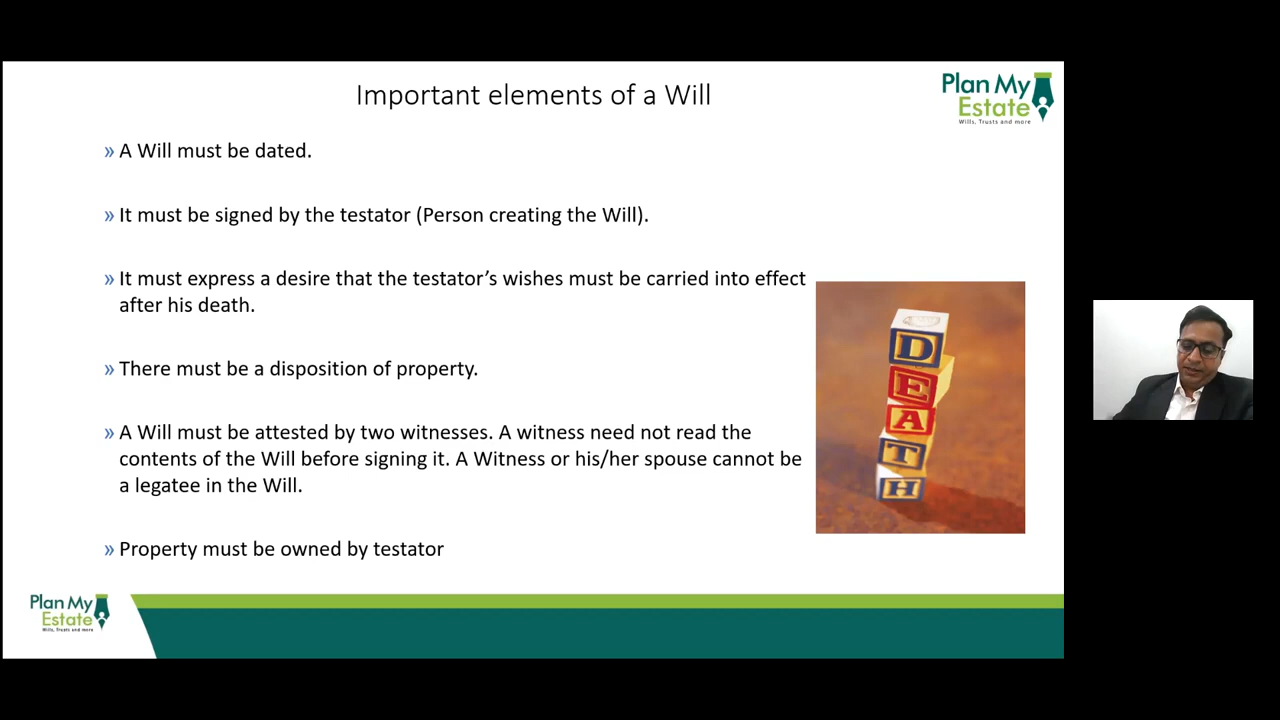 Important elements of a Will
Plan My
Estate
Wills, Trusts and more
» A Will must be dated.
» It must be signed by the testator (Person creating the Will).
» It must express a desire that the testator’s wishes must be carried into effect
after his death.
» There must be a disposition of property.
» A Will must be attested by two witnesses. A witness need not read the
contents of the Will before signing it. A Witness or his/her spouse cannot be
a legatee in the Will.
» Property must be owned by testator
D
E
A
T
H
Plan My
Estate
Wills, Trusts and more